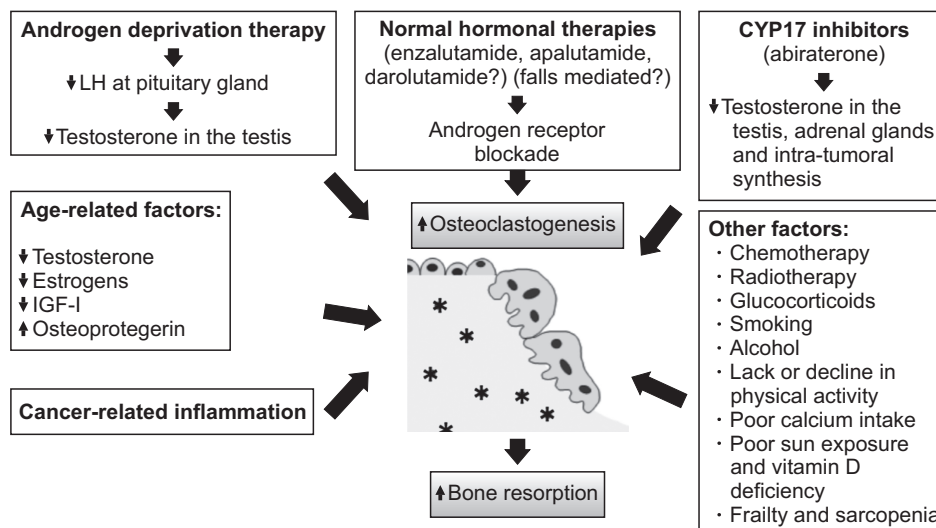 Androgen deprivation therapy
↓LH at pituitary gland
↓Testosterone in the testis
Normal hormonal therapies
(enzalutamide, apalutamide,
darolutamide?) (falls mediated?)
Androgen receptor
blockade
CYP17 inhibitors
(abiraterone)
↓Testosterone in the
testis, adrenal glands
and intra-tumoral
synthesis
Age-related factors:
↓Testosterone
↓Estrogens
↓IGF-I
↑Osteoprotegerin
Cancer-related inflammation
↑Osteoclastogenesis
↑Bone resorption
Other factors:
· Chemotherapy
· Radiotherapy
· Glucocorticoids
· Smoking
· Alcohol
· Lack or decline in
physical activity
· Poor calcium intake
· Poor sun exposure
and vitamin D
deficiency
· Frailty and sarcopenia